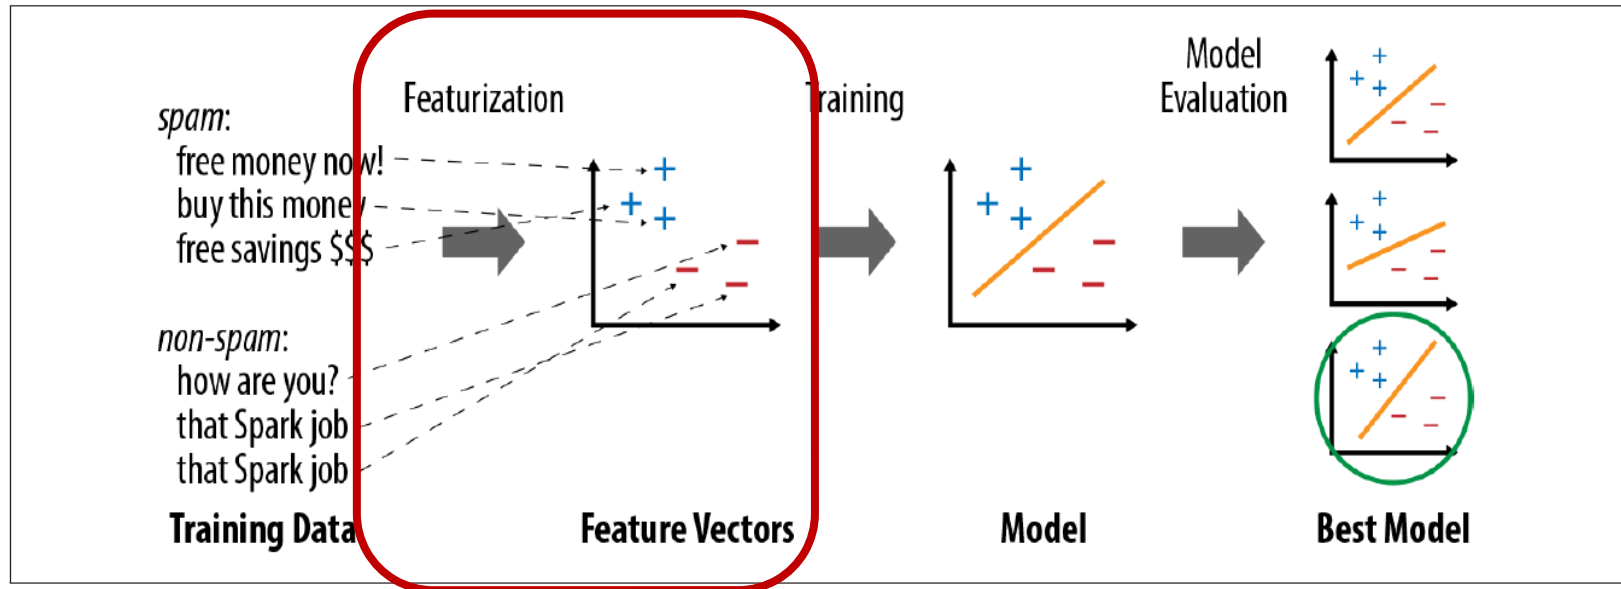 Featurization
Training
Model
Evaluation
spam:
free money now!
buy this money
free savings $$$
non-spam:
how are you?
that Spark job
that Spark job
Training Data
Feature Vectors
Model
Best Model